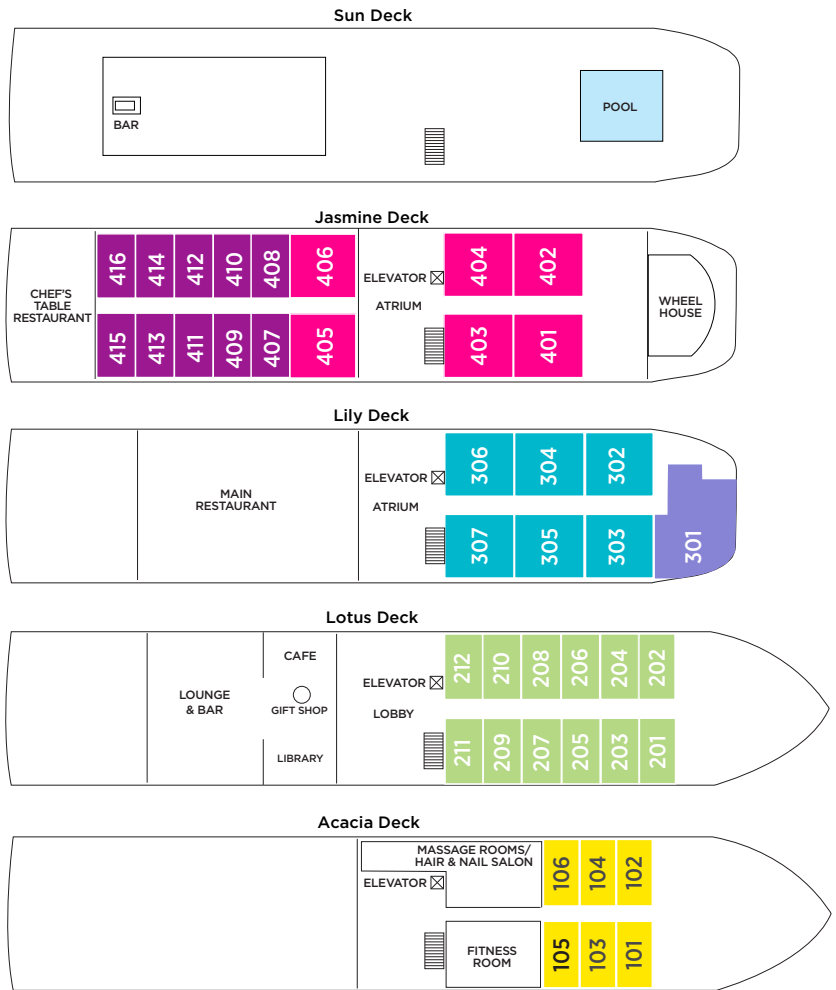 Sun Deck
BAR
POOL
Jasmine Deck
416
414
412
410
408
406
404
402
ELEVATOR
ATRIUM
CHEF'S
TABLE
RESTAURANT
WHEEL
HOUSE
415
413
411
409
407
405
403
401
Lily Deck
306
304
302
ELEVATOR
MAIN
RESTAURANT
ATRIUM
307
305
303
301
Lotus Deck
CAFE
212
210
208
206
204
202
ELEVATOR
LOUNGE
& BAR
GIFT SHOP
LOBBY
LIBRARY
211
209
207
205
203
201
Acacia Deck
MASSAGE ROOMS/
HAIR & NAIL SALON
106
104
102
ELEVATOR
FITNESS
ROOM
105
103
101